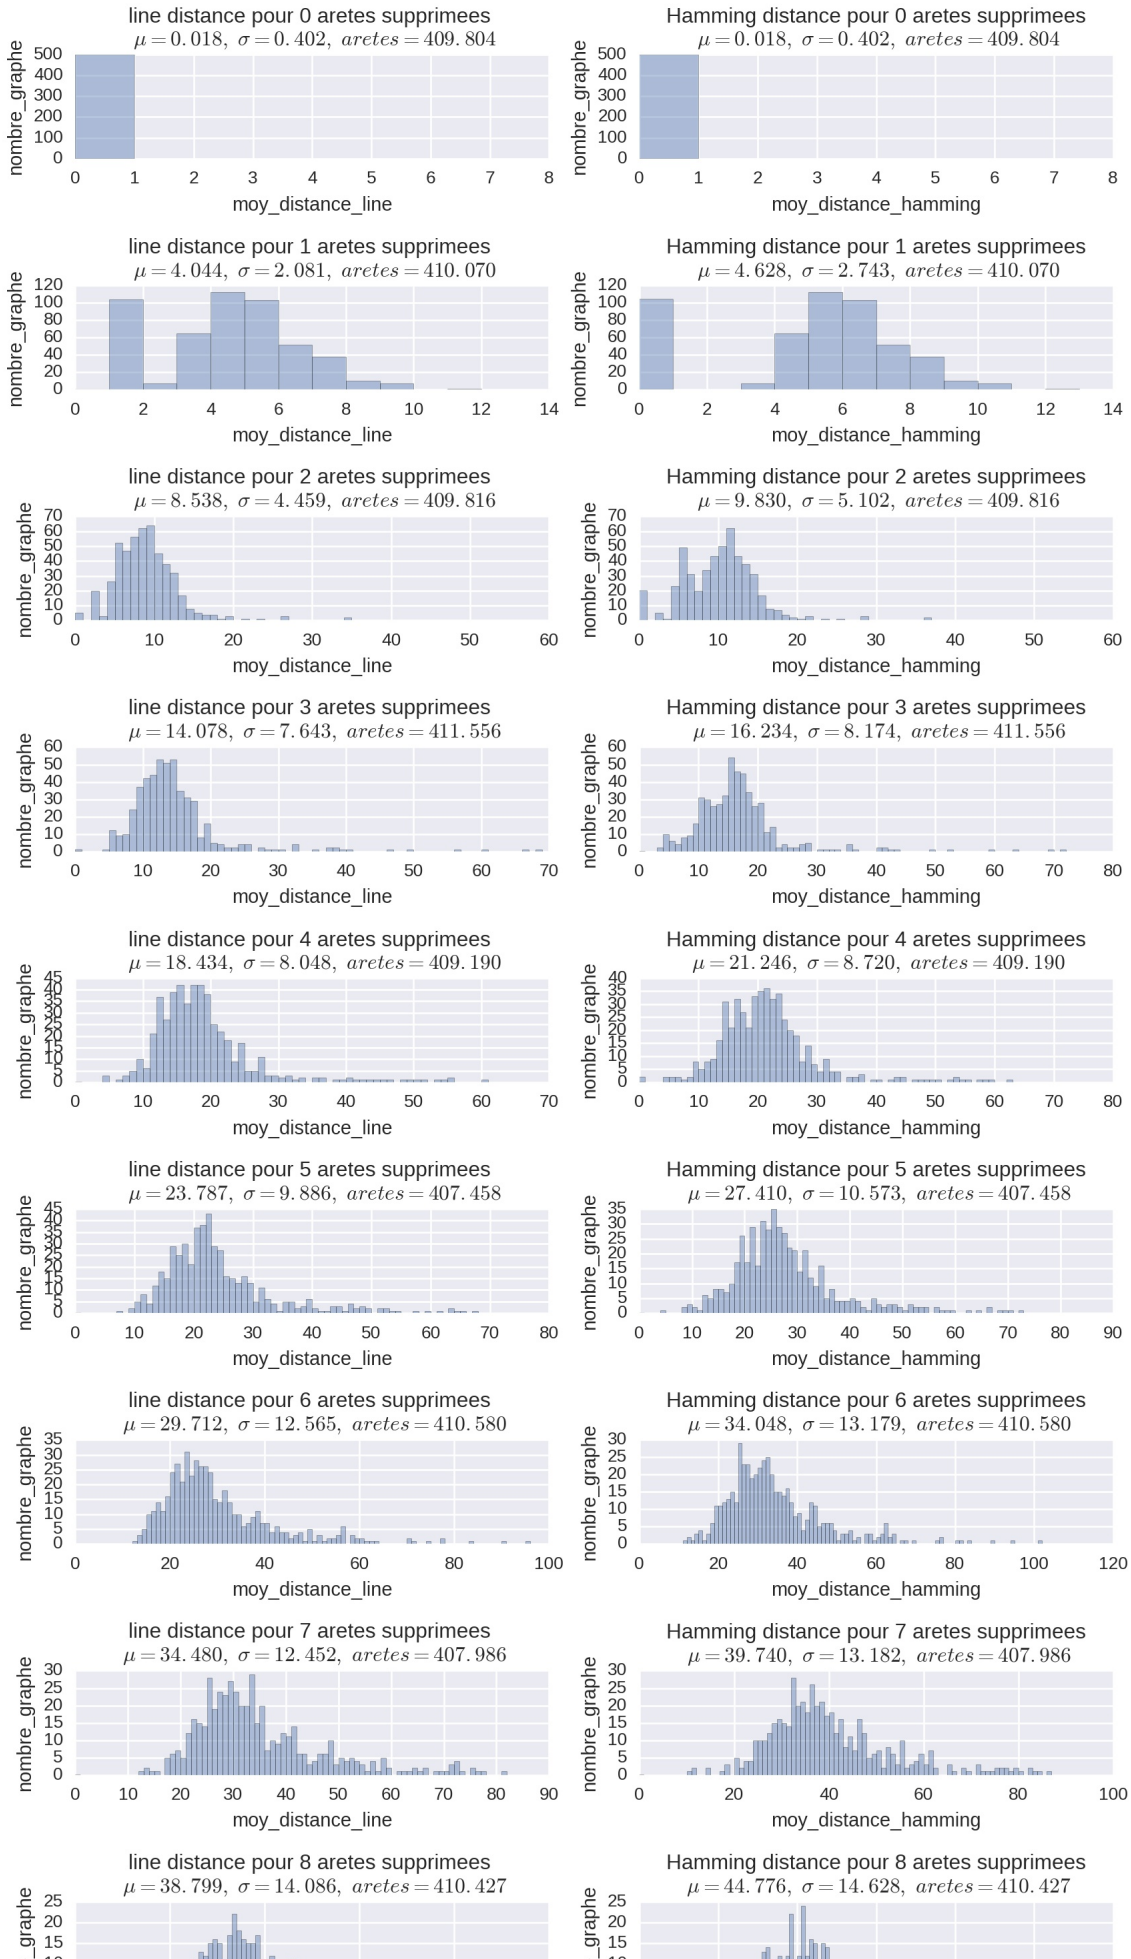 line distance pour 0 aretes supprimees
μ=0.018, σ=0.402, aretes=409.804
nombre_graphe
500
400
300
200
100
0
0 1 2 3 4 5 6 7 8
moy_distance_line
Hamming distance pour 0 aretes supprimees
μ=0.018, σ=0.402, aretes=409.804
nombre_graphe
500
400
300
200
100
0
0 1 2 3 4 5 6 7 8
moy_distance_hamming
line distance pour 1 aretes supprimees
μ=4.044, σ=2.081, aretes=410.070
nombre_graphe
120
100
80
60
40
20
0
0 2 4 6 8 10 12 14
moy_distance_line
Hamming distance pour 1 aretes supprimees
μ=4.628, σ=2.743, aretes=410.070
nombre_graphe
120
100
80
60
40
20
0
0 2 4 6 8 10 12 14
moy_distance_hamming
line distance pour 2 aretes supprimees
μ=8.538, σ=4.459, aretes=409.816
nombre_graphe
70
60
50
40
30
20
10
0
0 10 20 30 40 50 60
moy_distance_line
Hamming distance pour 2 aretes supprimees
μ=9.830, σ=5.102, aretes=409.816
nombre_graphe
70
60
50
40
30
20
10
0
0 10 20 30 40 50 60
moy_distance_hamming
line distance pour 3 aretes supprimees
μ=14.078, σ=7.643, aretes=411.556
nombre_graphe
60
50
40
30
20
10
0
0 10 20 30 40 50 60 70
moy_distance_line
Hamming distance pour 3 aretes supprimees
μ=16.234, σ=8.174, aretes=411.556
nombre_graphe
60
50
40
30
20
10
0
0 10 20 30 40 50 60 70 80
moy_distance_hamming
line distance pour 4 aretes supprimees
μ=18.434, σ=8.048, aretes=409.190
nombre_graphe
45
40
35
30
25
20
15
10
5
0
0 10 20 30 40 50 60 70
moy_distance_line
Hamming distance pour 4 aretes supprimees
μ=21.246, σ=8.720, aretes=409.190
nombre_graphe
40
35
30
25
20
15
10
5
0
0 10 20 30 40 50 60 70 80
moy_distance_hamming
line distance pour 5 aretes supprimees
μ=23.787, σ=9.886, aretes=407.458
nombre_graphe
45
40
35
30
25
20
15
10
5
0
0 10 20 30 40 50 60 70 80
moy_distance_line
Hamming distance pour 5 aretes supprimees
μ=27.410, σ=10.573, aretes=407.458
nombre_graphe
35
30
25
20
15
10
5
0
0 10 20 30 40 50 60 70 80 90
moy_distance_hamming
line distance pour 6 aretes supprimees
μ=29.712, σ=12.565, aretes=410.580
nombre_graphe
35
30
25
20
15
10
5
0
0 20 40 60 80 100
moy_distance_line
Hamming distance pour 6 aretes supprimees
μ=34.048, σ=13.179, aretes=410.580
nombre_graphe
30
25
20
15
10
5
0
0 20 40 60 80 100 120
moy_distance_hamming
line distance pour 7 aretes supprimees
μ=34.480, σ=12.452, aretes=407.986
nombre_graphe
30
25
20
15
10
5
0
0 10 20 30 40 50 60 70 80 90
moy_distance_line
Hamming distance pour 7 aretes supprimees
μ=39.740, σ=13.182, aretes=407.986
nombre_graphe
30
25
20
15
10
5
0
0 20 40 60 80 100
moy_distance_hamming
line distance pour 8 aretes supprimees
μ=38.799, σ=14.086, aretes=410.427
_graphe
25
20
15
Hamming distance pour 8 aretes supprimees
μ=44.776, σ=14.628, aretes=410.427
_graphe
25
20
15